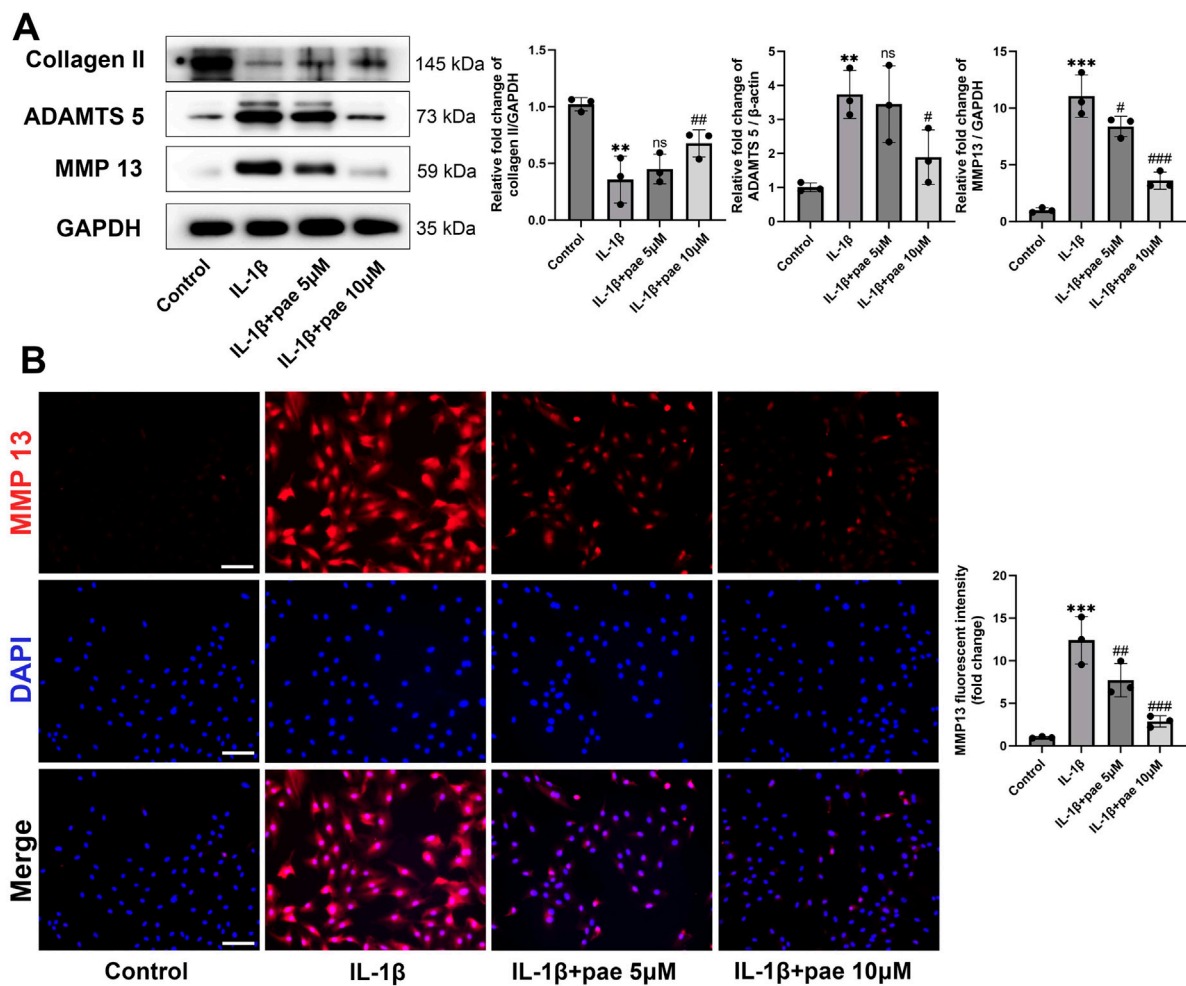 A
Collagen II
145 kDa
ADAMTS 5
73 kDa
MMP 13
59 kDa
GAPDH
35 kDa
Control
IL-1β
IL-1β+pae 5μM
IL-1β+pae 10μM
Relative fold change of
collagen II/GAPDH
1.5
1.0
0.5
0.0
**
ns
##
Control
IL-1β
IL-1β+pae 5μM
IL-1β+pae 10μM
Relative fold change of
ADAMTS 5 / β-actin
5
4
3
2
1
0
**
ns
#
Control
IL-1β
IL-1β+pae 5μM
IL-1β+pae 10μM
Relative fold change of
MMP13 / GAPDH
15
10
5
0
***
#
###
Control
IL-1β
IL-1β+pae 5μM
IL-1β+pae 10μM
B
MMP 13
DAPI
Merge
Control
IL-1β
IL-1β+pae 5μM
IL-1β+pae 10μM
MMP13 fluorescent intensity
(fold change)
20
15
10
5
0
***
##
###
Control
IL-1β
IL-1β+pae 5μM
IL-1β+pae 10μM